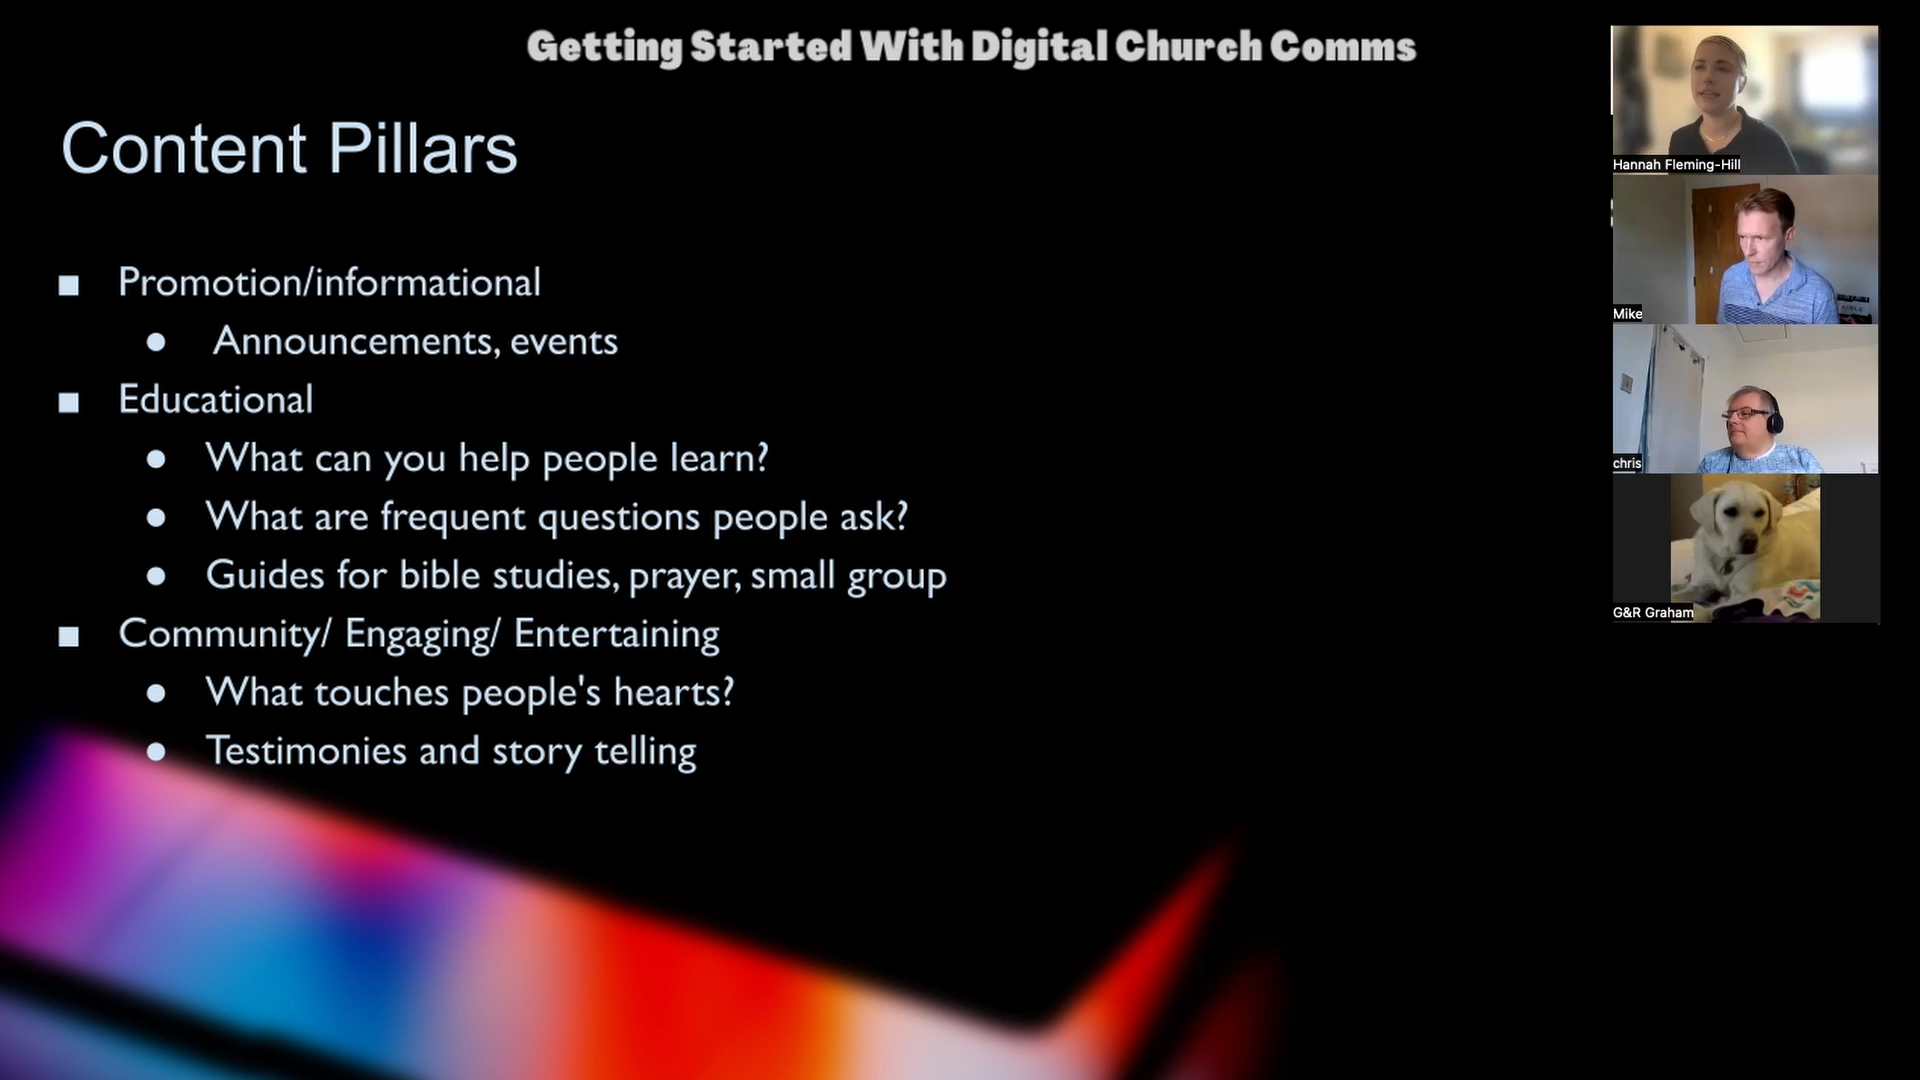 Getting Started With Digital Church Comms
Content Pillars
Promotion/informational
Announcements, events
Educational
What can you help people learn?
What are frequent questions people ask?
Guides for bible studies, prayer, small group
Community/ Engaging/ Entertaining
What touches people's hearts?
Testimonies and story telling
Hannah Fleming-Hill
Mike
chris
G&R Graham